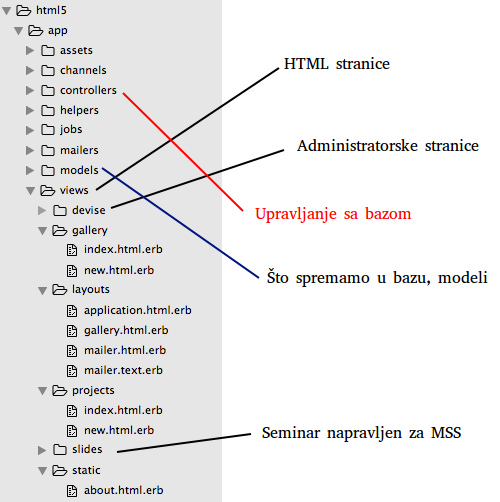 html5
app
assets
HTML stranice
channels
controllers
helpers
jobs
Administratorske stranice
mailers
models
views
devise
Upravljanje sa bazom
gallery
index.html.erb
new.html.erb
Što spremamo u bazu, modeli
layouts
application.html.erb
gallery.html.erb
mailer.html.erb
mailer.text.erb
projects
index.html.erb
new.html.erb
Seminar napravljen za MSS
slides
static
about.html.erb